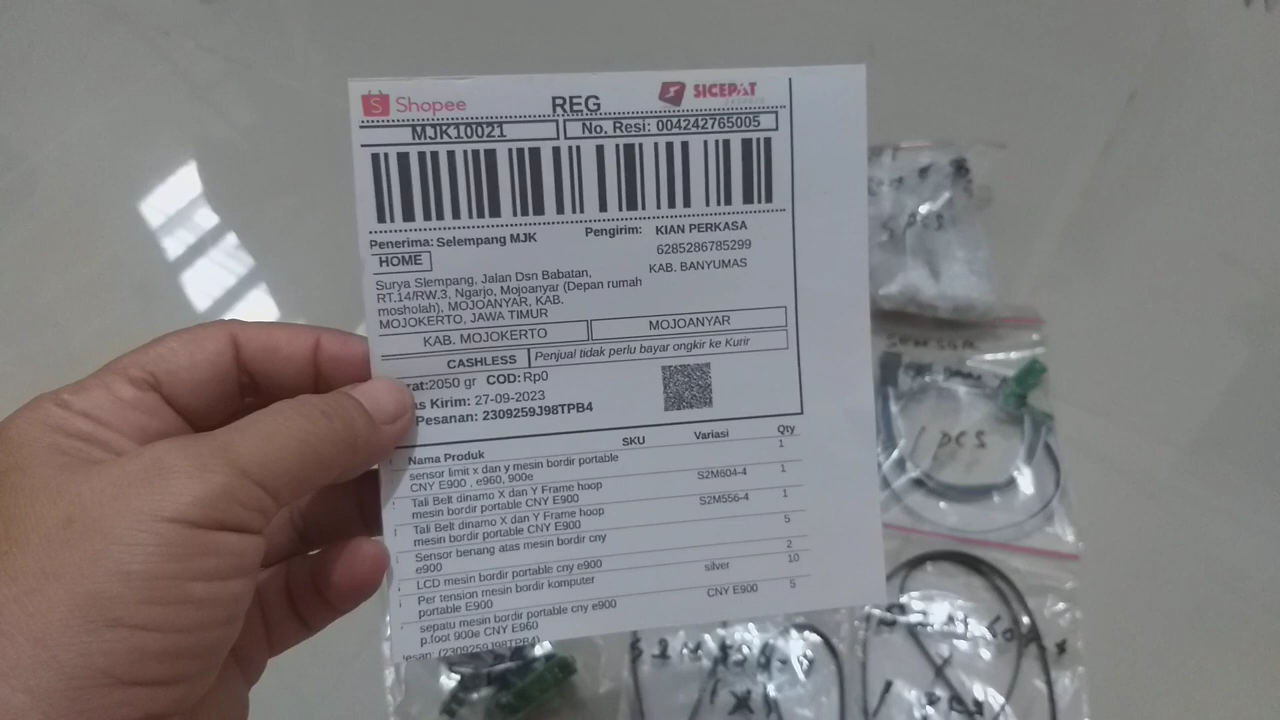 Shopee
REG
SICEPAT
MJK10021
No. Resi: 004242765005
Penerima: Selempang MJK
Pengirim: KIAN PERKASA
6285286785299
KAB. BANYUMAS
HOME
Surya Slempang, Jalan Dsn Babatan,
RT.14/RW.3, Ngarjo, Mojoanyar (Depan rumah
mosholah), MOJOANYAR, KAB.
MOJOKERTO, JAWA TIMUR
KAB. MOJOKERTO
MOJOANYAR
CASHLESS
Penjual tidak perlu bayar ongkir ke Kurir
rat:2050 gr COD: Rp0
as Kirim: 27-09-2023
Pesanan: 2309259J98TPB4
Nama Produk SKU Variasi Qty
sensor limit x dan y mesin bordir portable 1
CNY E900 , e960, 900e
Tali Belt dinamo X dan Y Frame hoop S2M604-4 1
mesin bordir portable CNY E900
Tali Belt dinamo X dan Y Frame hoop S2M556-4 1
mesin bordir portable CNY E900
Sensor benang atas mesin bordir cny 5
e900
LCD mesin bordir portable cny e900 2
Per tension mesin bordir komputer silver 10
portable E900
sepatu mesin bordir portable cny e900 CNY E900 5
p.foot 900e CNY E960
esan: (2309259J98TPB4)
SENSOR
1 PCS